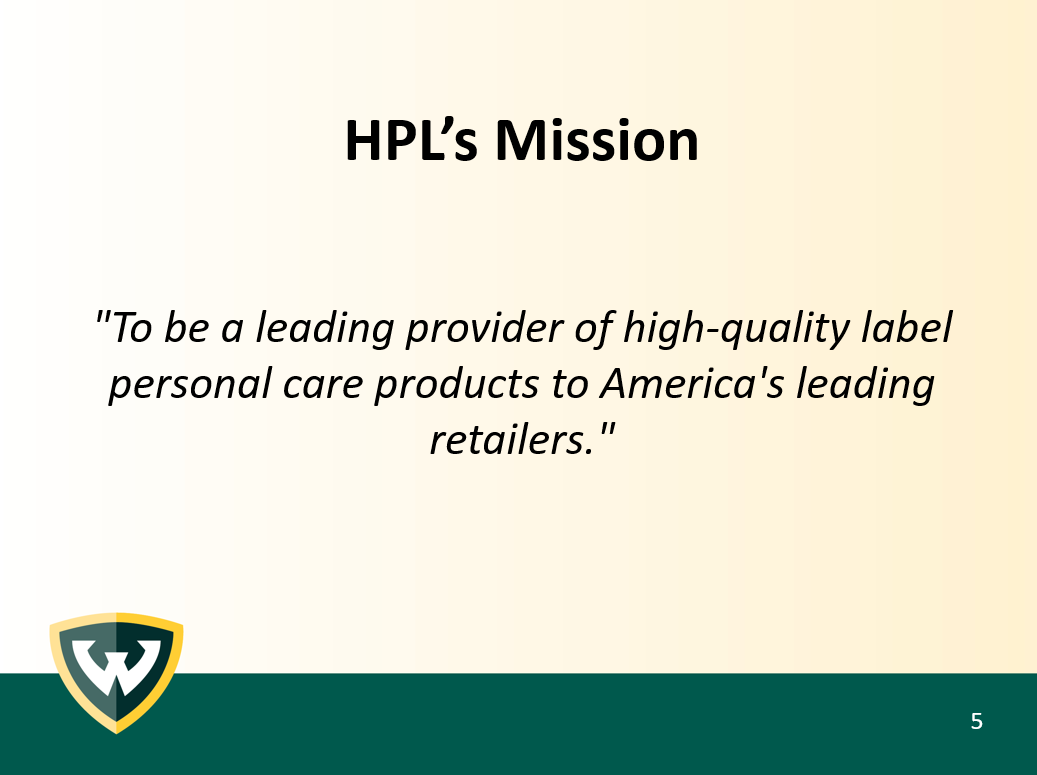 HPL’s Mission
"To be a leading provider of high-quality label
personal care products to America's leading
retailers."
W
5